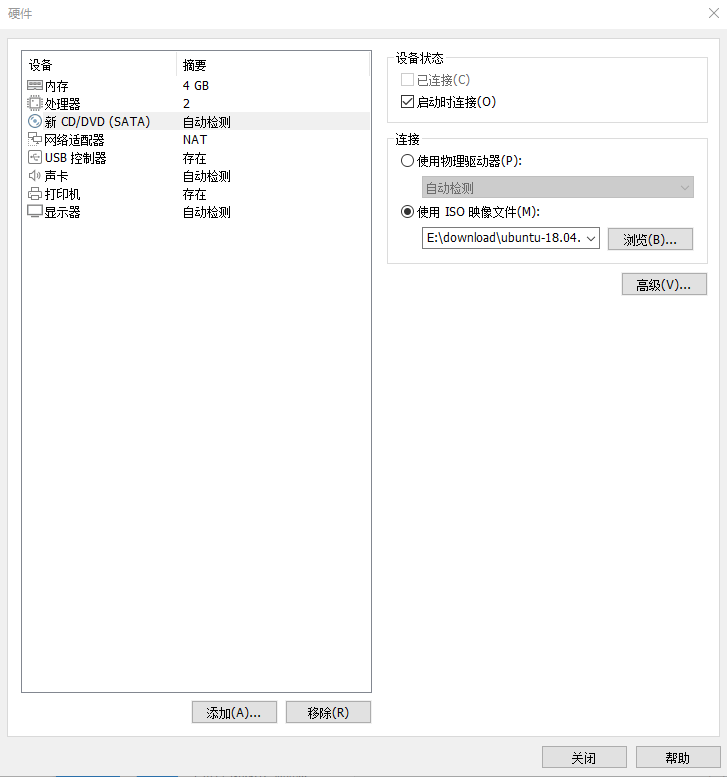 硬件
设备 摘要
内存 4 GB
处理器 2
新 CD/DVD (SATA) 自动检测
网络适配器 NAT
USB 控制器 存在
声卡 自动检测
打印机 存在
显示器 自动检测
添加(A)... 移除(R)
设备状态
已连接(C)
启动时连接(O)
连接
使用物理驱动器(P):
自动检测
使用 ISO 映像文件(M):
E:\download\ubuntu-18.04. 浏览(B)...
高级(V)...
关闭 帮助